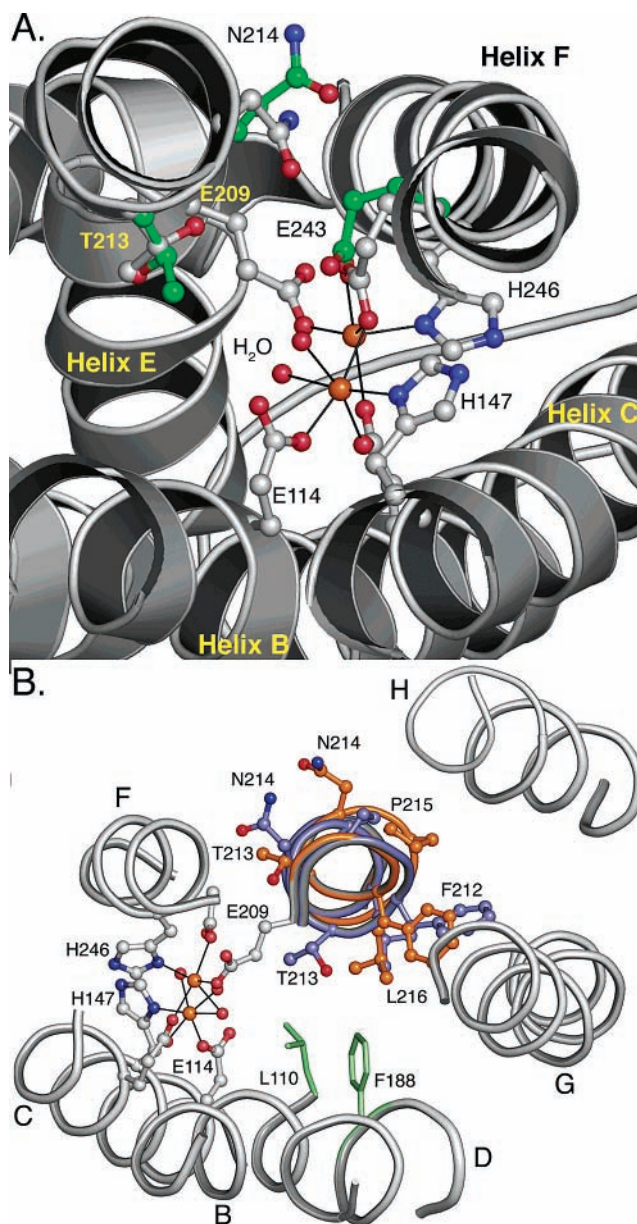 A.
N214
Helix F
E209
T213
E243
H246
H₂O
Helix E
H147
Helix C
E114
Helix B
B.
H
N214
N214
F
P215
T213
E209
F212
H246
T213
L216
H147
E114
L110
F188
G
C
D
B